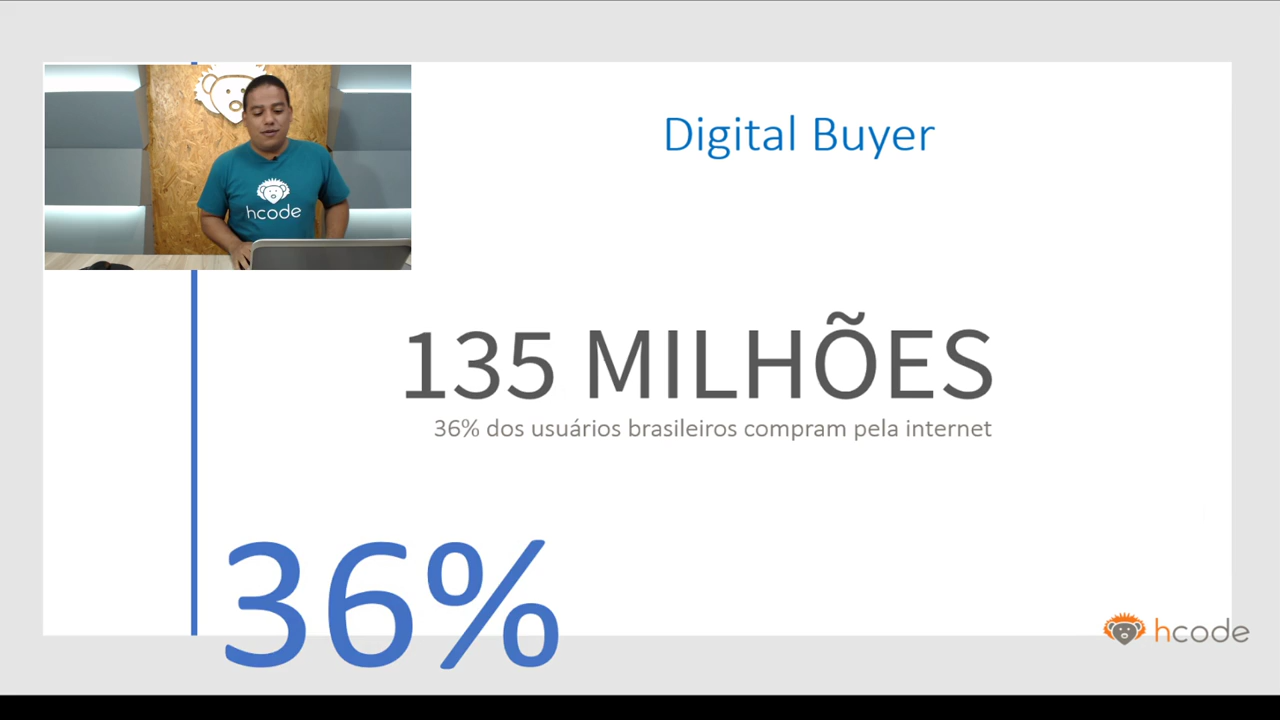 Digital Buyer
hcode
135 MILHÕES
36% dos usuários brasileiros compram pela internet
36%
hcode